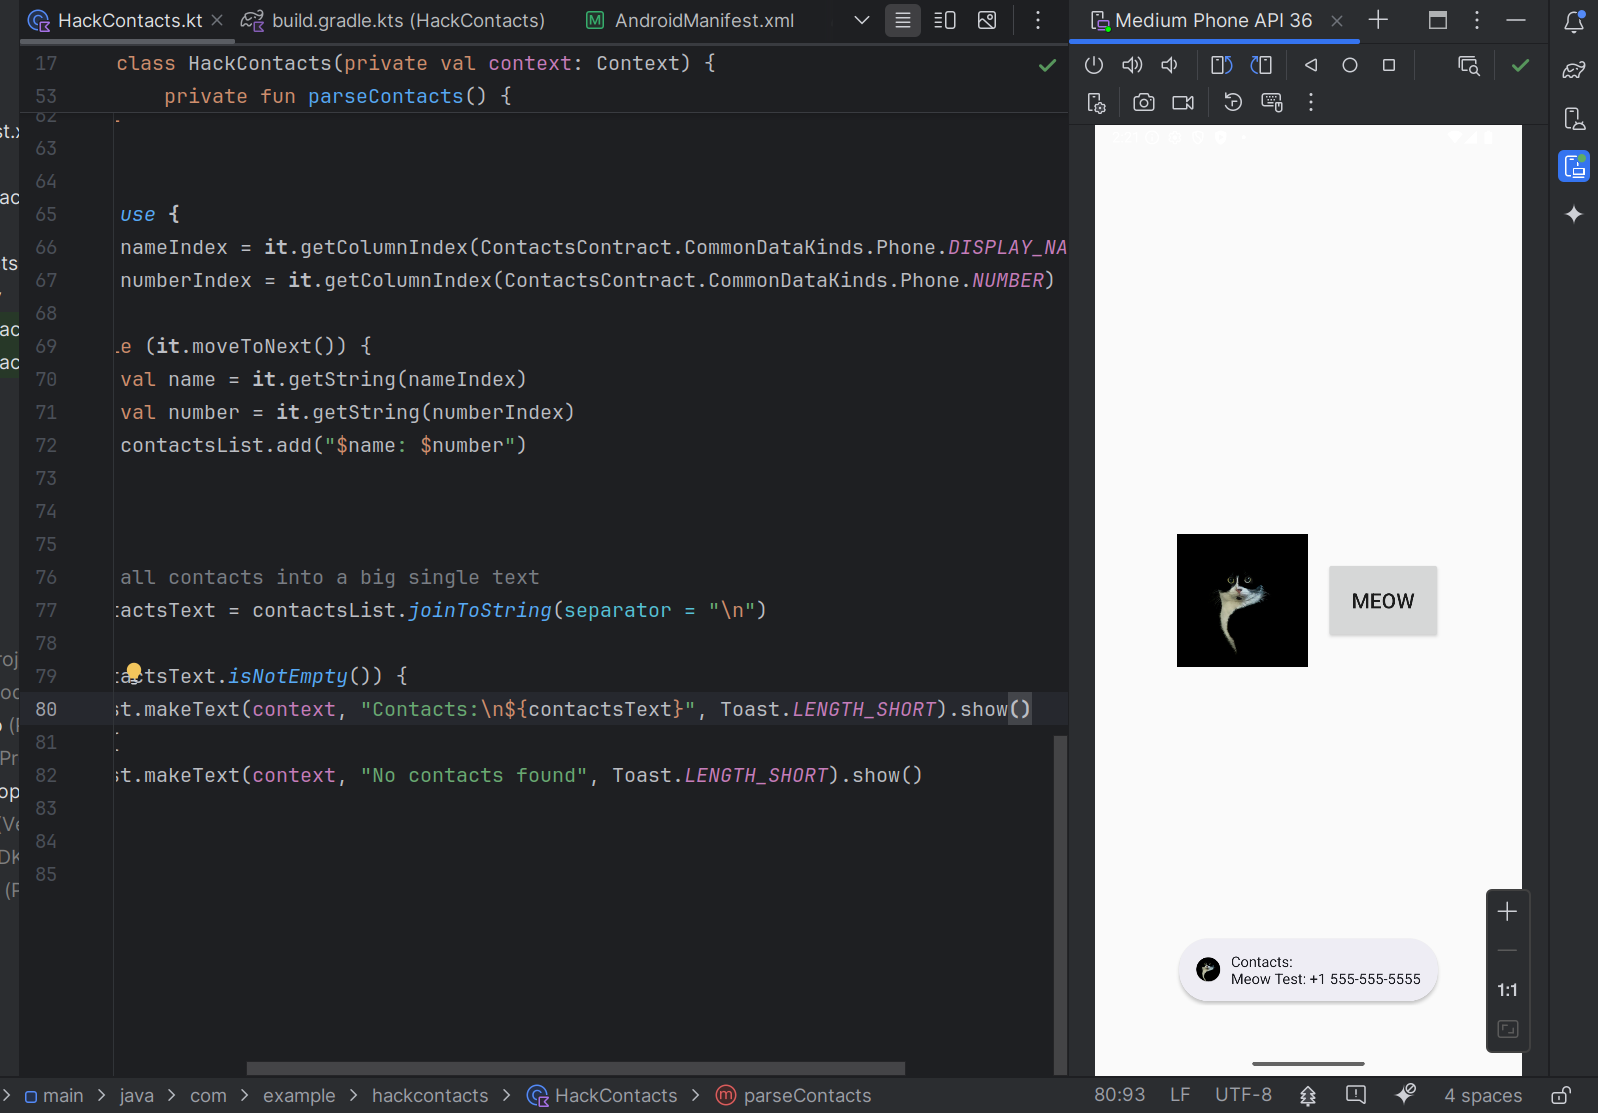 HackContacts.kt
build.gradle.kts (HackContacts)
AndroidManifest.xml
Medium Phone API 36
17 class HackContacts(private val context: Context) {
53 private fun parseContacts() {
62
63
64
65 use {
66 nameIndex = it.getColumnIndex(ContactsContract.CommonDataKinds.Phone.DISPLAY_NA
67 numberIndex = it.getColumnIndex(ContactsContract.CommonDataKinds.Phone.NUMBER)
68
69 le (it.moveToNext()) {
70 val name = it.getString(nameIndex)
71 val number = it.getString(numberIndex)
72 contactsList.add("$name: $number")
73
74
75
76 all contacts into a big single text
77 tactsText = contactsList.joinToString(separator = "\n")
78
79 tactsText.isNotEmpty()) {
80 st.makeText(context, "Contacts:\n${contactsText}", Toast.LENGTH_SHORT).show()
81
82 st.makeText(context, "No contacts found", Toast.LENGTH_SHORT).show()
83
84
85
MEOW
Contacts:
Meow Test: +1 555-555-5555
1:1
main > java > com > example > hackcontacts > HackContacts > parseContacts
80:93 LF UTF-8 4 spaces